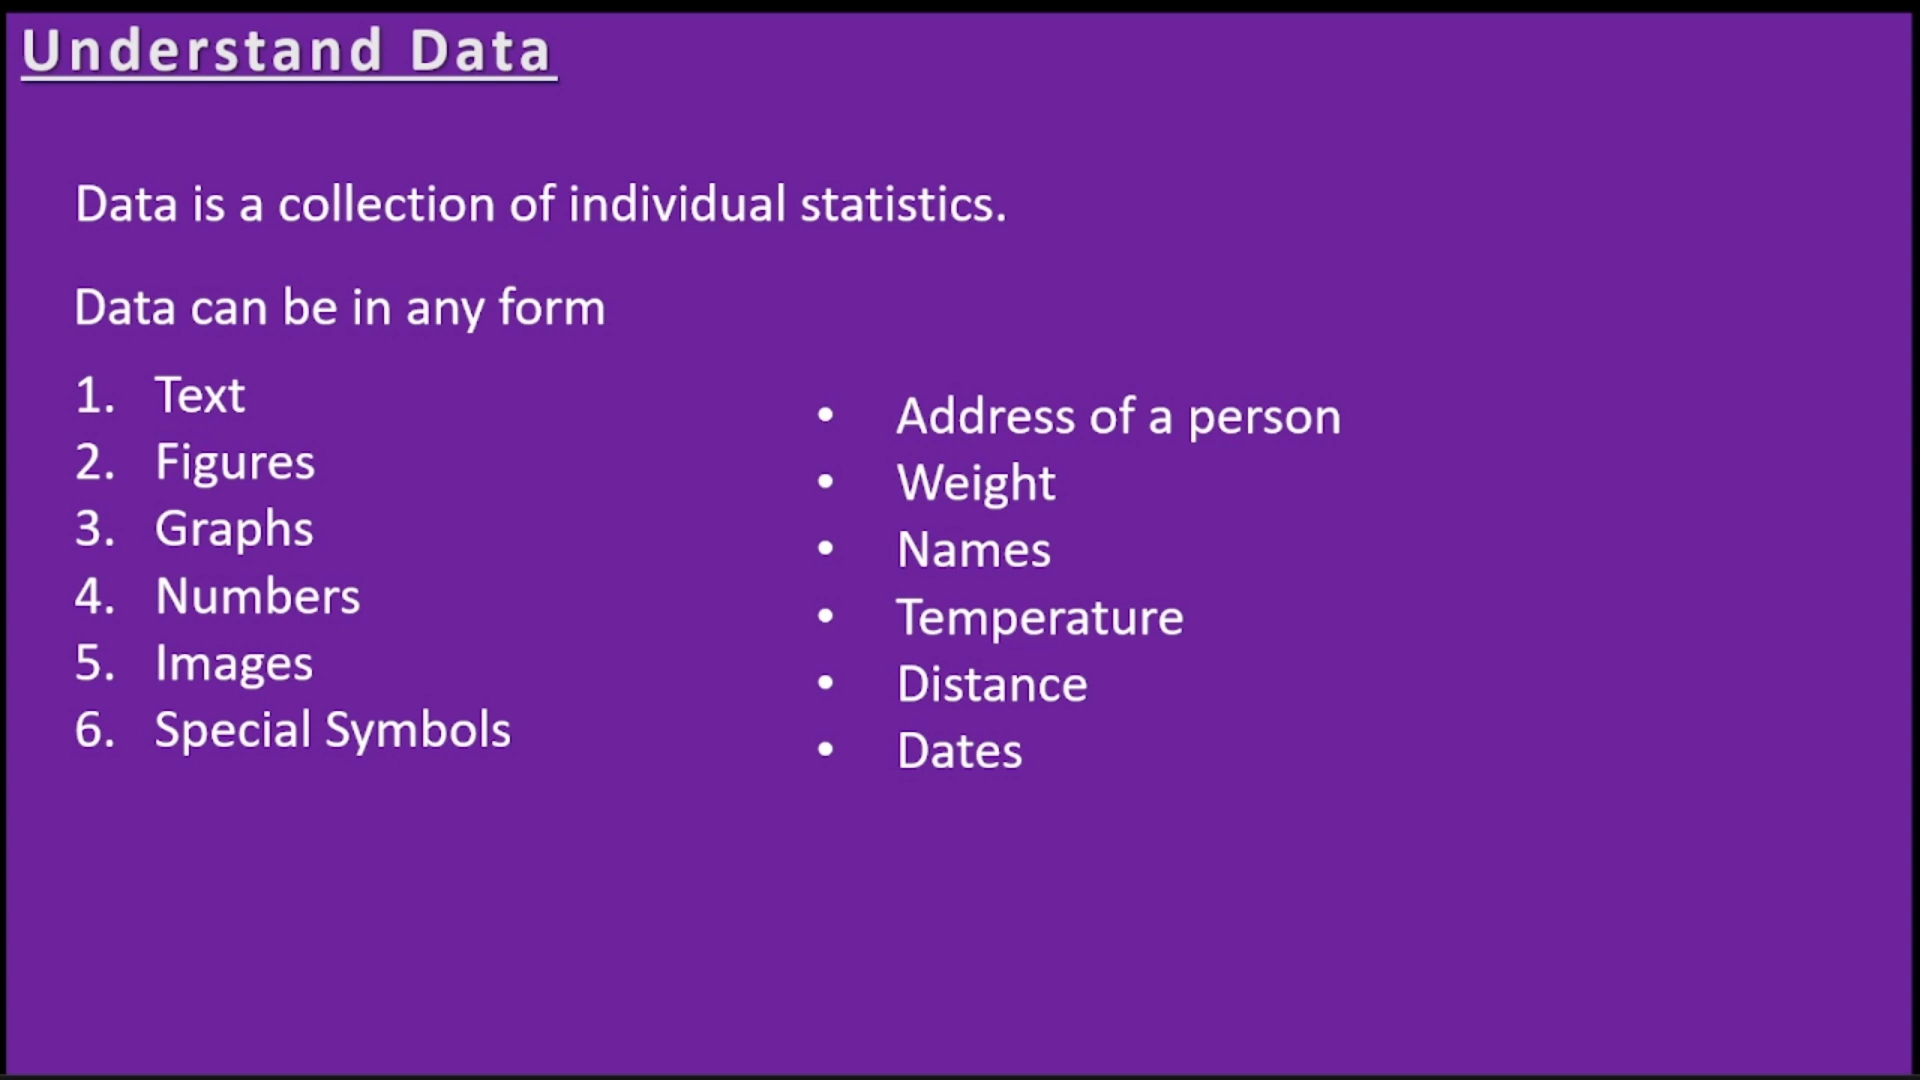 Understand Data
Data is a collection of individual statistics.
Data can be in any form
1. Text
2. Figures
3. Graphs
4. Numbers
5. Images
6. Special Symbols
• Address of a person
• Weight
• Names
• Temperature
• Distance
• Dates